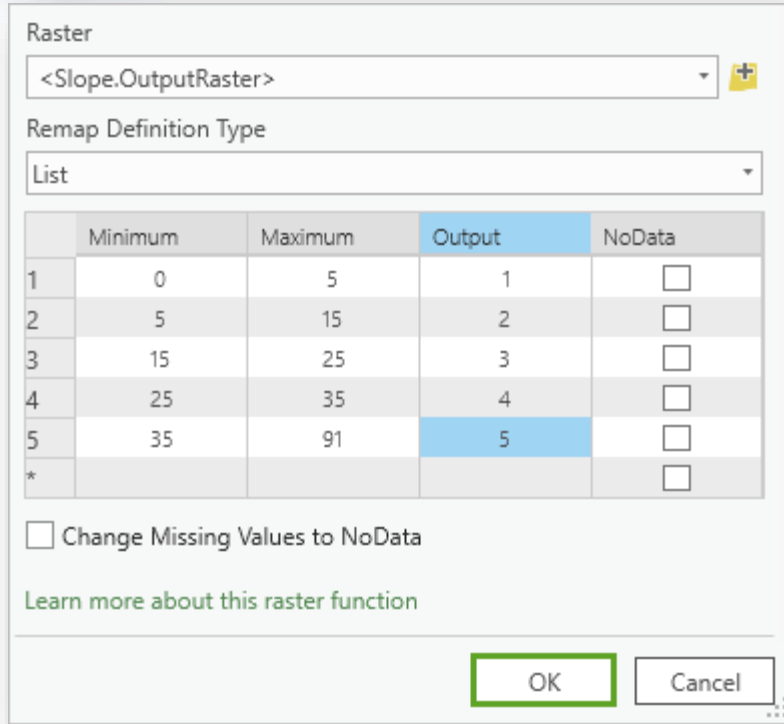 Raster
<Slope.OutputRaster>
Remap Definition Type
List
Minimum Maximum Output NoData
1 0 5 1
2 5 15 2
3 15 25 3
4 25 35 4
5 35 91 5
*
Change Missing Values to NoData
Learn more about this raster function
OK Cancel